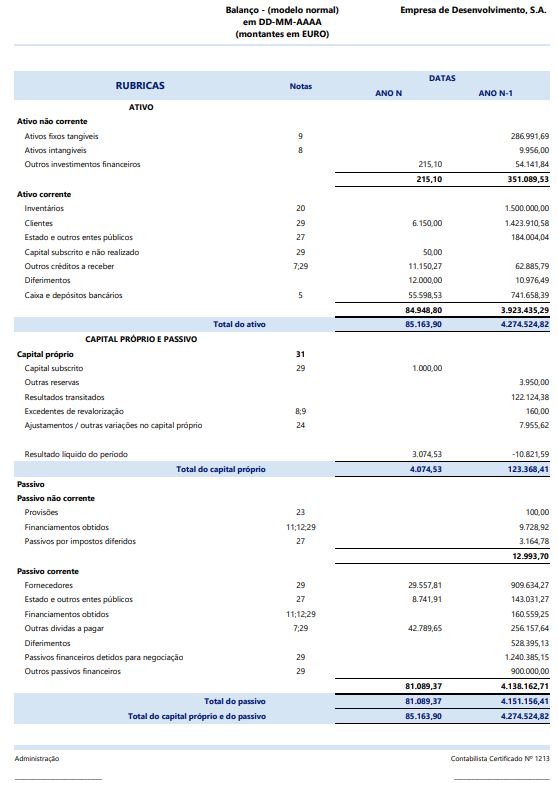 Balanço - (modelo normal) Empresa de Desenvolvimento, S.A.
em DD-MM-AAAA
(montantes em EURO)
RUBRICAS Notas DATAS
ANO N ANO N-1
ATIVO
Ativo não corrente
Ativos fixos tangíveis 9 286.991,69
Ativos intangíveis 8 9.956,00
Outros investimentos financeiros 215,10 54.141,84
215,10 351.089,53
Ativo corrente
Inventários 20 1.500.000,00
Clientes 29 6.150,00 1.423.910,58
Estado e outros entes públicos 27 184.004,04
Capital subscrito e não realizado 29 50,00
Outros créditos a receber 7;29 11.150,27 62.885,79
Diferimentos 12.000,00 10.976,49
Caixa e depósitos bancários 5 55.598,53 741.658,39
84.948,80 3.923.435,29
Total do ativo 85.163,90 4.274.524,82
CAPITAL PRÓPRIO E PASSIVO
Capital próprio 31
Capital subscrito 29 1.000,00
Outras reservas 3.950,00
Resultados transitados 122.124,38
Excedentes de revalorização 8;9 160,00
Ajustamentos / outras variações no capital próprio 24 7.955,62
Resultado líquido do período 3.074,53 -10.821,59
Total do capital próprio 4.074,53 123.368,41
Passivo
Passivo não corrente
Provisões 23 100,00
Financiamentos obtidos 11;12;29 9.728,92
Passivos por impostos diferidos 27 3.164,78
12.993,70
Passivo corrente
Fornecedores 29 29.557,81 909.634,27
Estado e outros entes públicos 27 8.741,91 143.031,27
Financiamentos obtidos 11;12;29 160.559,25
Outras dívidas a pagar 7;29 42.789,65 256.157,64
Diferimentos 528.395,13
Passivos financeiros detidos para negociação 29 1.240.385,15
Outros passivos financeiros 29 900.000,00
81.089,37 4.138.162,71
Total do passivo 81.089,37 4.151.156,41
Total do capital próprio e do passivo 85.163,90 4.274.524,82
Administração Contabilista Certificado Nº 1213